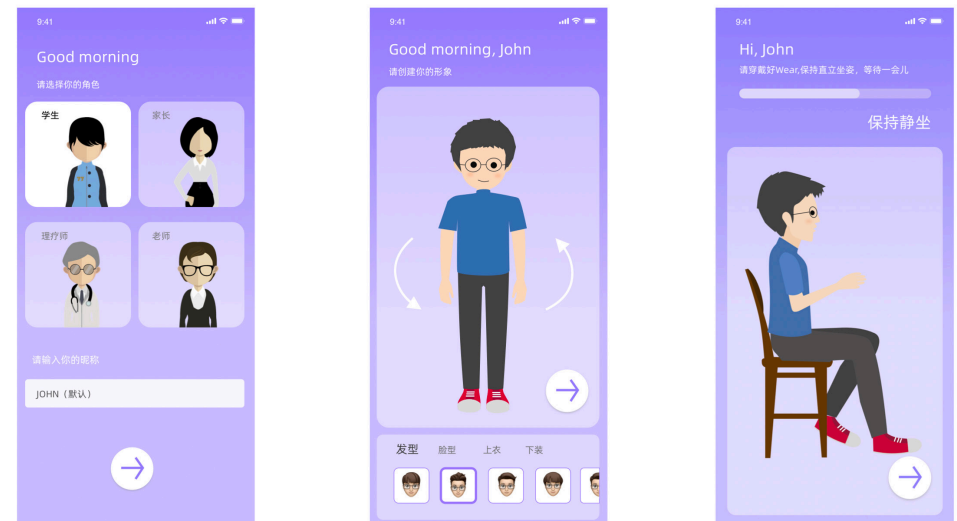 9:41
Good morning
请选择你的角色
学生
家长
理疗师
老师
请输入你的昵称
JOHN（默认）
9:41
Good morning, John
请创建你的形象
发型 脸型 上衣 下装
9:41
Hi, John
请穿戴好Wear,保持直立坐姿，等待一会儿
保持静坐